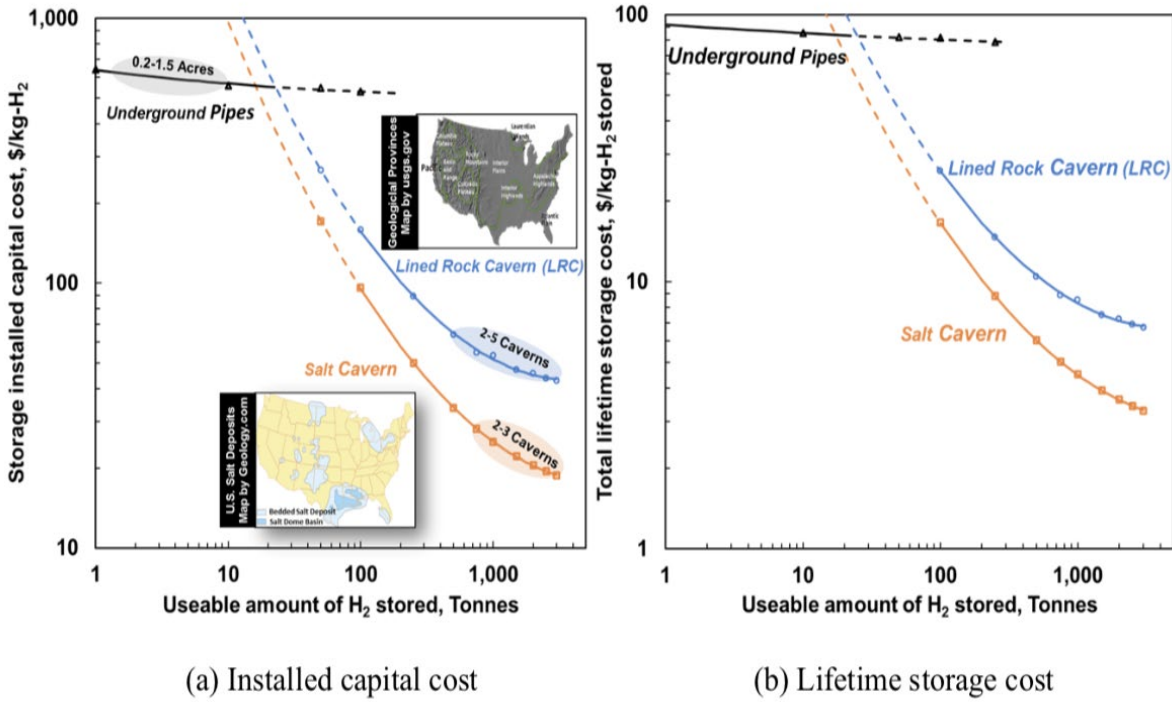 1,000
100
10
1
10
100
1,000
Storage installed capital cost, $/kg-H2
Useable amount of H2 stored, Tonnes
0.2-1.5 Acres
Underground Pipes
Geological Provinces
Map by usgs.gov
Lined Rock Cavern (LRC)
2-5 Caverns
Salt Cavern
2-3 Caverns
U.S. Salt Deposits
Map by Geology.com
Bedded Salt Deposit
Salt Dome Basin
(a) Installed capital cost
100
10
1
1
10
100
1,000
Total lifetime storage cost, $/kg-H2 stored
Useable amount of H2 stored, Tonnes
Underground Pipes
Lined Rock Cavern (LRC)
Salt Cavern
(b) Lifetime storage cost